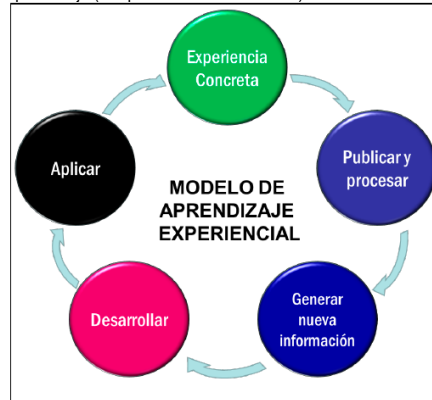 Experiencia
Concreta
Publicar y
procesar
Generar
nueva
información
Desarrollar
Aplicar
MODELO DE
APRENDIZAJE
EXPERIENCIAL